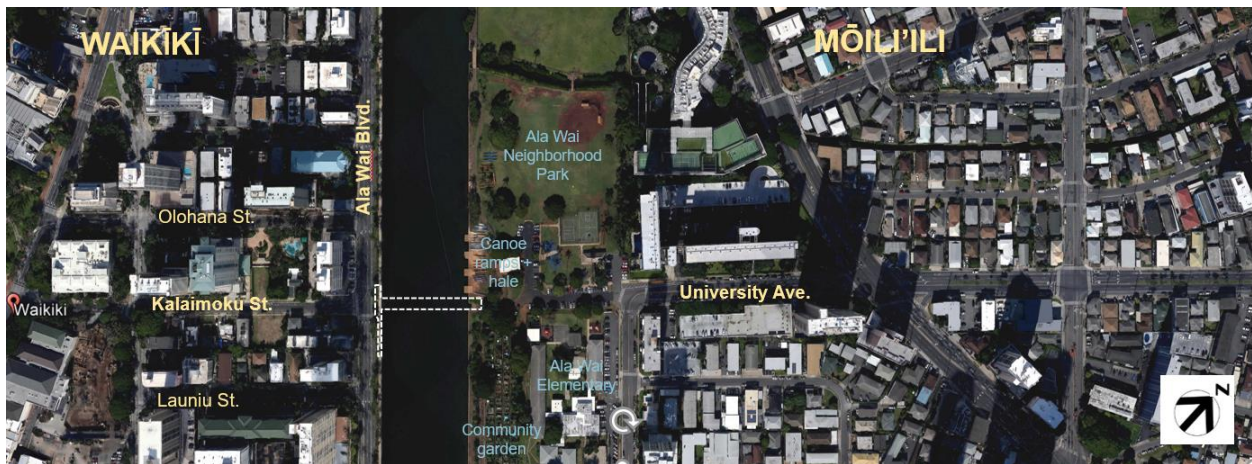 WAIKĪKĪ
MŌILI’ILI
Ala Wai Blvd.
Ala Wai
Neighborhood
Park
Olohana St.
Canoe
ramps +
hale
Kalaimoku St.
University Ave.
Waikiki
Ala Wai
Elementary
Launiu St.
Community
garden
N